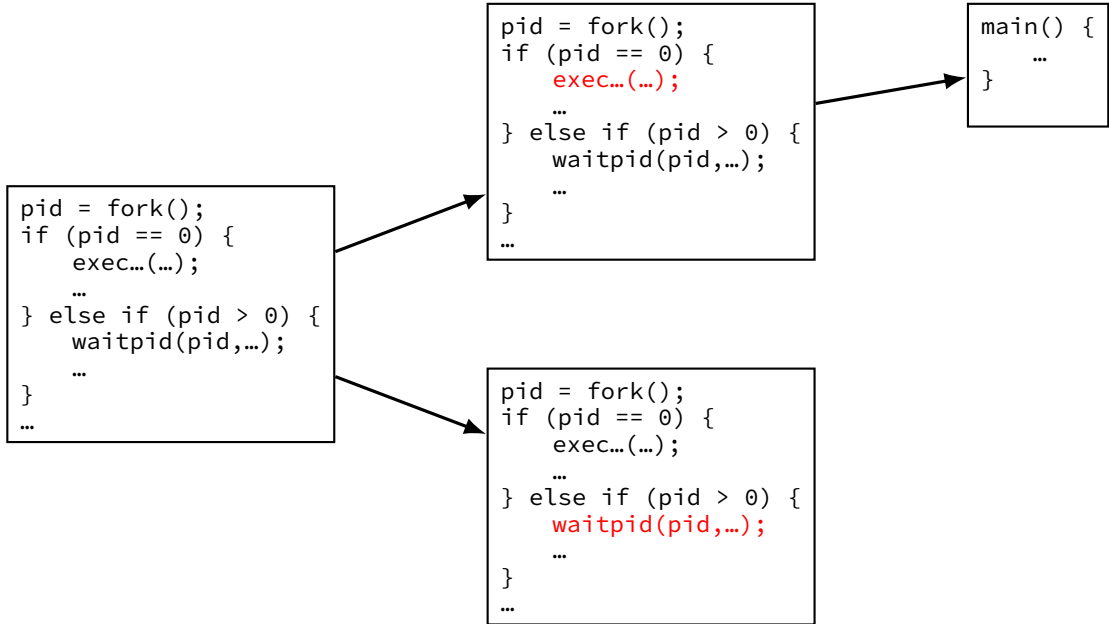 pid = fork();
if (pid == 0) {
    exec…(…);
    …
} else if (pid > 0) {
    waitpid(pid,…);
    …
}
…
pid = fork();
if (pid == 0) {
    exec…(…);
    …
} else if (pid > 0) {
    waitpid(pid,…);
    …
}
…
main() {
    …
}
pid = fork();
if (pid == 0) {
    exec…(…);
    …
} else if (pid > 0) {
    waitpid(pid,…);
    …
}
…